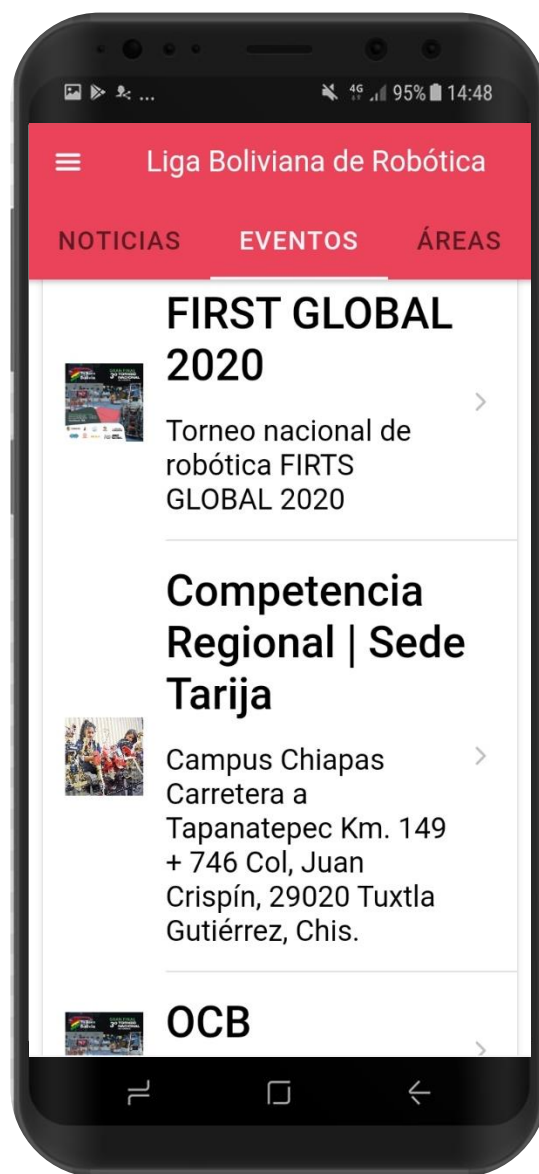 ... 4G 95% 14:48
Liga Boliviana de Robótica
NOTICIAS EVENTOS ÁREAS
FIRST GLOBAL
2020
Torneo nacional de
robótica FIRTS
GLOBAL 2020
Competencia
Regional | Sede
Tarija
Campus Chiapas
Carretera a
Tapanatepec Km. 149
+ 746 Col, Juan
Crispín, 29020 Tuxtla
Gutiérrez, Chis.
OCB